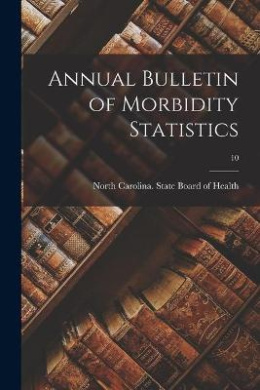 Annual Bulletin
of Morbidity
Statistics
; 10
North Carolina. State Board of Health